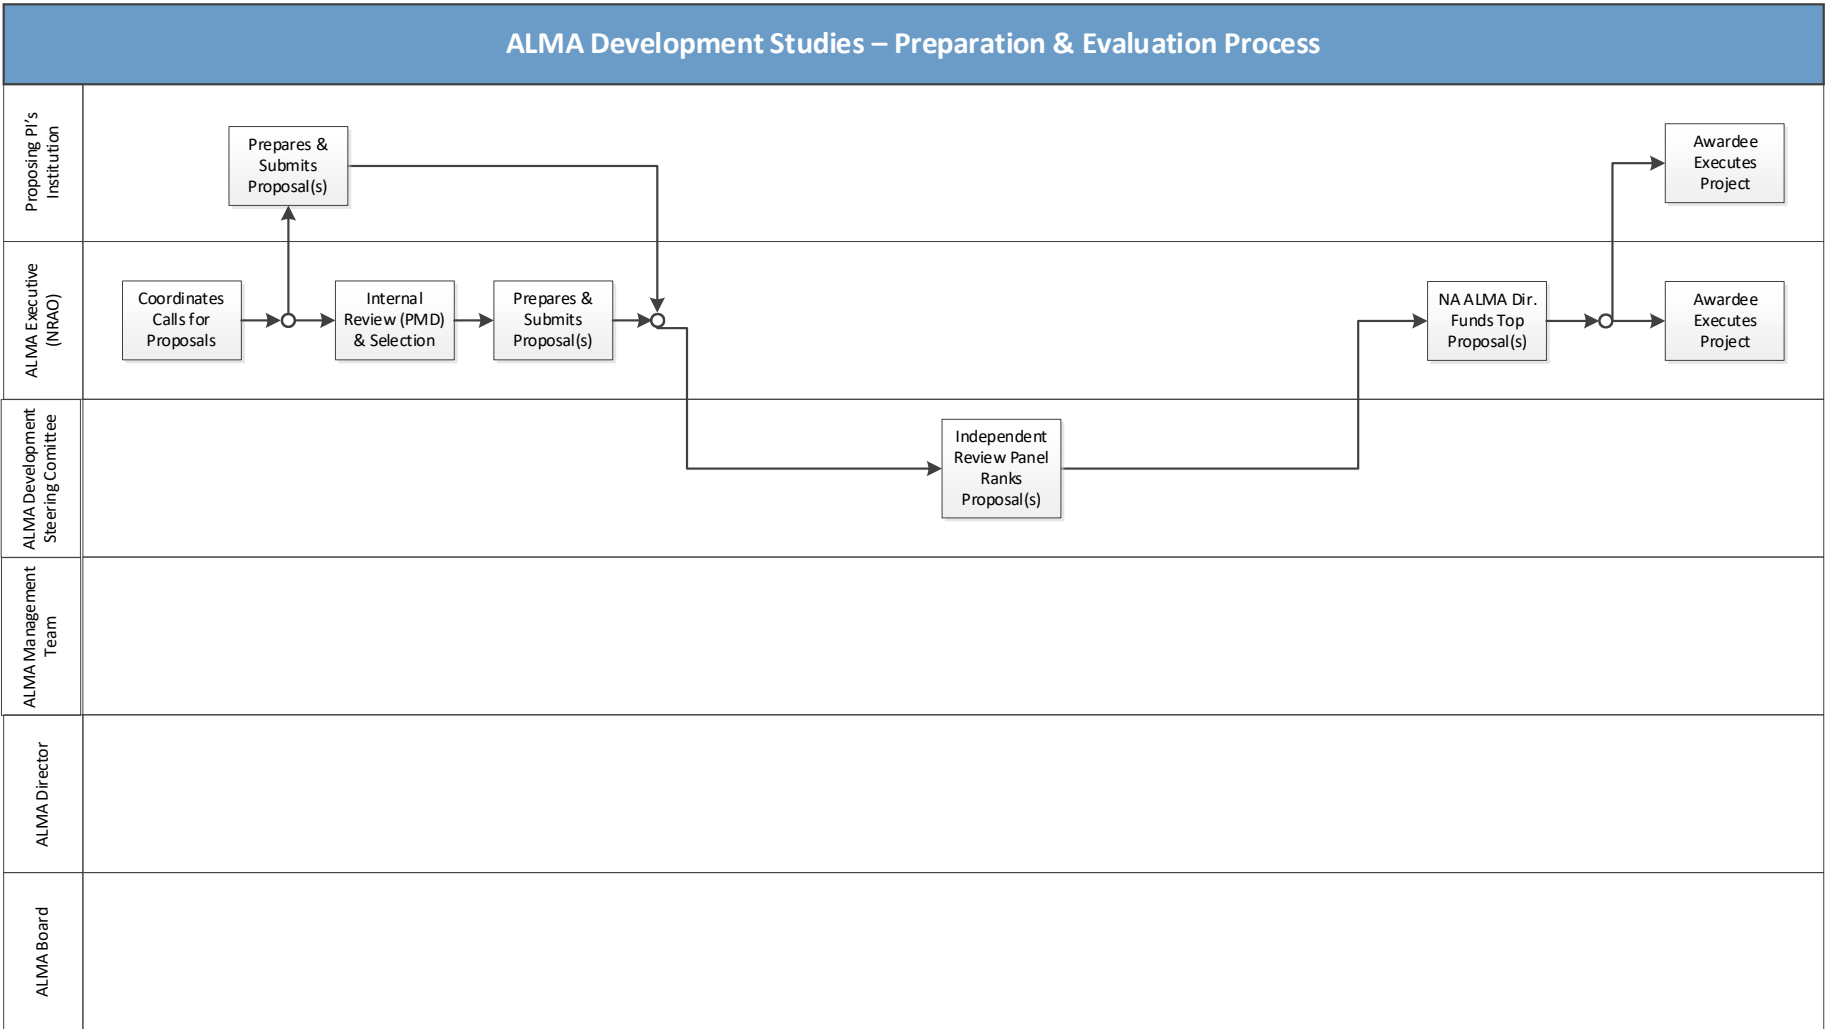 ALMA Development Studies – Preparation & Evaluation Process
Proposing PI's
Institution
Prepares &
Submits
Proposal(s)
Awardee
Executes
Project
ALMA Executive
(NRAO)
Coordinates
Calls for
Proposals
Internal
Review (PMD)
& Selection
Prepares &
Submits
Proposal(s)
NA ALMA Dir.
Funds Top
Proposal(s)
Awardee
Executes
Project
ALMA Development
Steering Comittee
Independent
Review Panel
Ranks
Proposal(s)
ALMA Management
Team
ALMA Director
ALMA Board